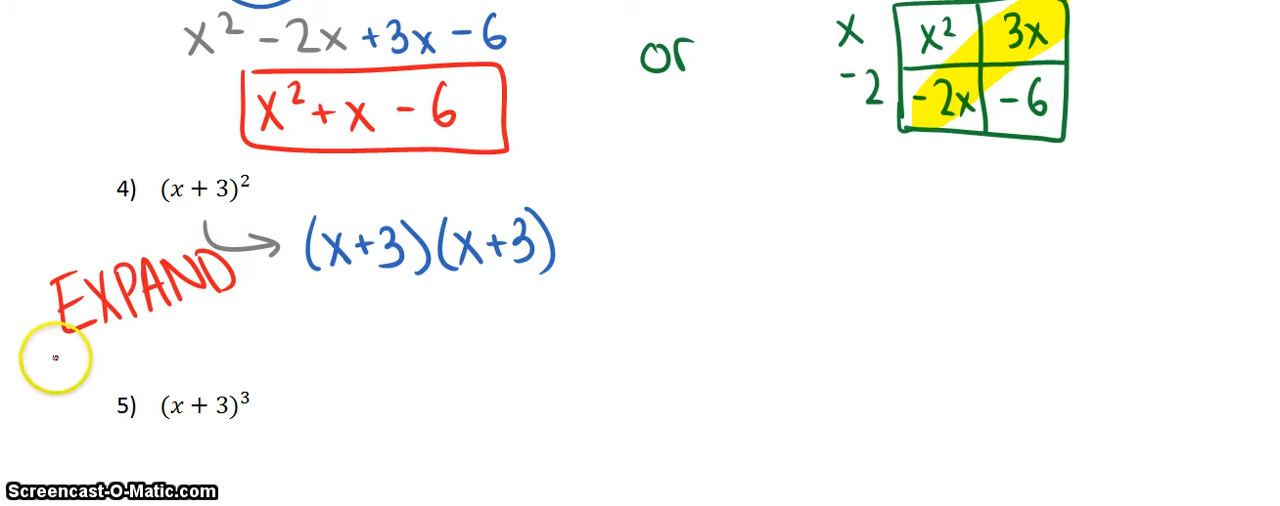 x² - 2x + 3x - 6
x² + x - 6
or
x x² 3x
-2 -2x -6
4) (x + 3)²
(x+3)(x+3)
EXPAND
5) (x + 3)³
Screencast-O-Matic.com